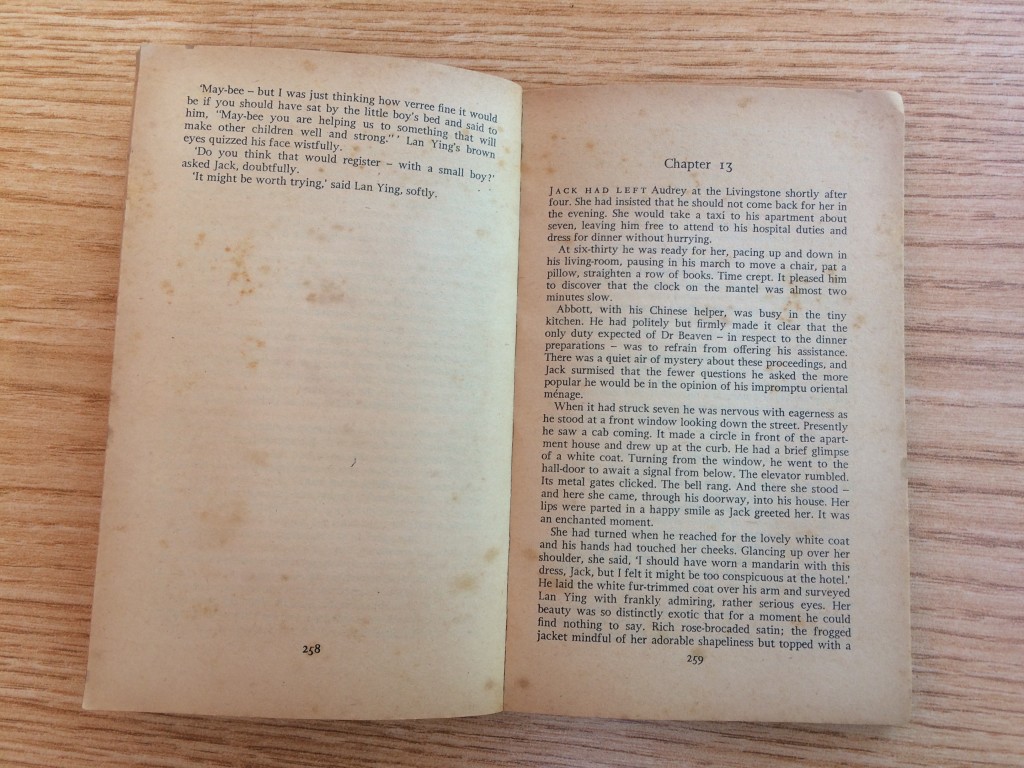 ‘May-bee – but I was just thinking how verree fine it would
be if you should have sat by the little boy's bed and said to
him, “May-bee you are helping us to something that will
make other children well and strong.” ’ Lan Ying's brown
eyes quizzed his face wistfully.
‘Do you think that would register – with a small boy?’
asked Jack, doubtfully.
‘It might be worth trying,’ said Lan Ying, softly.
258
Chapter 13
JACK HAD LEFT Audrey at the Livingstone shortly after
four. She had insisted that he should not come back for her in
the evening. She would take a taxi to his apartment about
seven, leaving him free to attend to his hospital duties and
dress for dinner without hurrying.
At six-thirty he was ready for her, pacing up and down in
his living-room, pausing in his march to move a chair, pat a
pillow, straighten a row of books. Time crept. It pleased him
to discover that the clock on the mantel was almost two
minutes slow.
Abbott, with his Chinese helper, was busy in the tiny
kitchen. He had politely but firmly made it clear that the
only duty expected of Dr Beaven – in respect to the dinner
preparations – was to refrain from offering his assistance.
There was a quiet air of mystery about these proceedings, and
Jack surmised that the fewer questions he asked the more
popular he would be in the opinion of his impromptu oriental
ménage.
When it had struck seven he was nervous with eagerness as
he stood at a front window looking down the street. Presently
he saw a cab coming. It made a circle in front of the apart-
ment house and drew up at the curb. He had a brief glimpse
of a white coat. Turning from the window, he went to the
hall-door to await a signal from below. The elevator rumbled.
Its metal gates clicked. The bell rang. And there she stood –
and here she came, through his doorway, into his house. Her
lips were parted in a happy smile as Jack greeted her. It was
an enchanted moment.
She had turned when he reached for the lovely white coat
and his hands had touched her cheeks. Glancing up over her
shoulder, she said, ‘I should have worn a mandarin with this
dress, Jack, but I felt it might be too conspicuous at the hotel.’
He laid the white fur-trimmed coat over his arm and surveyed
Lan Ying with frankly admiring, rather serious eyes. Her
beauty was so distinctly exotic that for a moment he could
find nothing to say. Rich rose-brocaded satin; the frogged
jacket mindful of her adorable shapeliness but topped with a
259